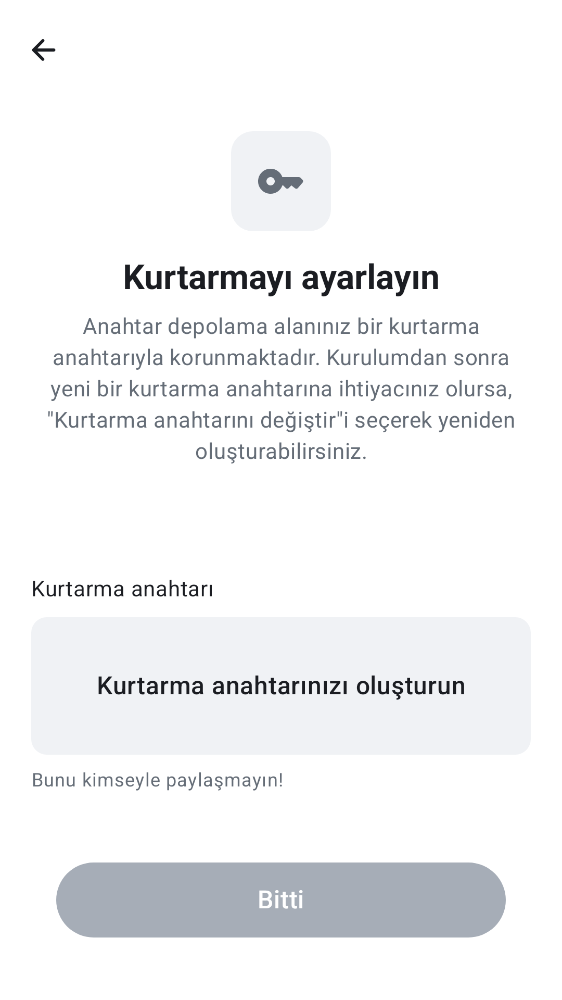 Kurtarmayı ayarlayın
Anahtar depolama alanınız bir kurtarma
anahtarıyla korunmaktadır. Kurulumdan sonra
yeni bir kurtarma anahtarına ihtiyacınız olursa,
"Kurtarma anahtarını değiştir"i seçerek yeniden
oluşturabilirsiniz.
Kurtarma anahtarı
Kurtarma anahtarınızı oluşturun
Bunu kimseyle paylaşmayın!
Bitti